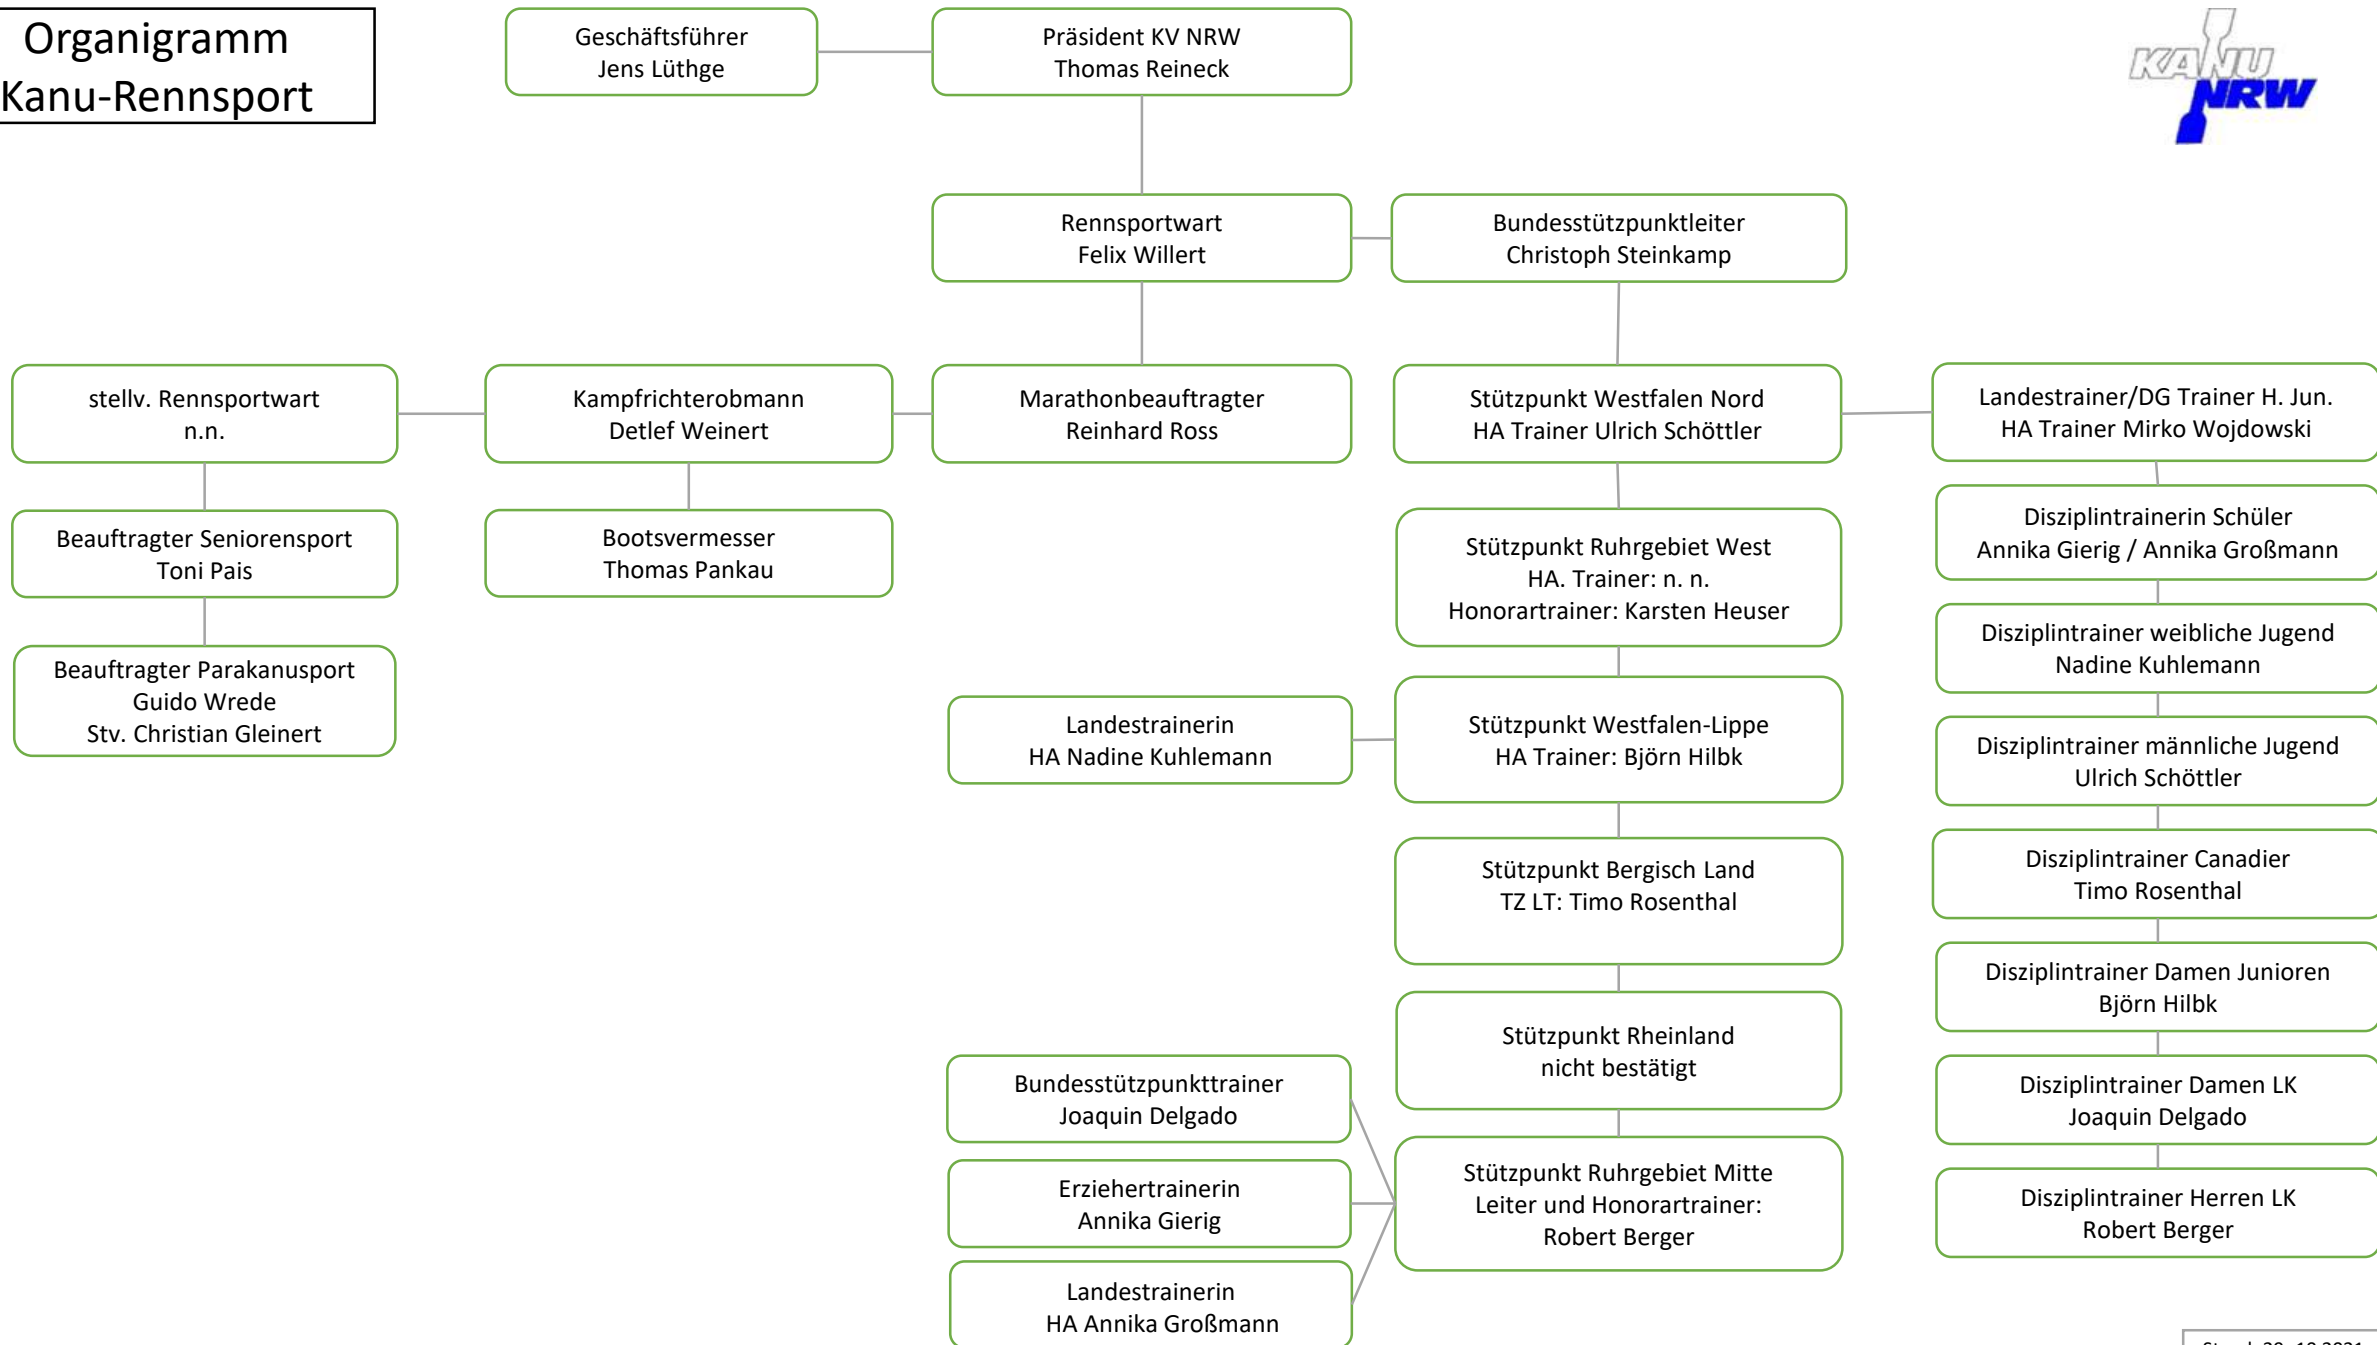 Organigramm
Kanu-Rennsport
Geschäftsführer
Jens Lüthge
Präsident KV NRW
Thomas Reineck
KANU
NRW
Rennsportwart
Felix Willert
Bundesstützpunktleiter
Christoph Steinkamp
stellv. Rennsportwart
n.n.
Kampfrichterobmann
Detlef Weinert
Marathonbeauftragter
Reinhard Ross
Stützpunkt Westfalen Nord
HA Trainer Ulrich Schöttler
Landestrainer/DG Trainer H. Jun.
HA Trainer Mirko Wojdowski
Beauftragter Seniorensport
Toni Pais
Bootsvermesser
Thomas Pankau
Stützpunkt Ruhrgebiet West
HA. Trainer: n. n.
Honorartrainer: Karsten Heuser
Disziplintrainerin Schüler
Annika Gierig / Annika Großmann
Disziplintrainer weibliche Jugend
Nadine Kuhlemann
Beauftragter Parakanusport
Guido Wrede
Stv. Christian Gleinert
Landestrainerin
HA Nadine Kuhlemann
Stützpunkt Westfalen-Lippe
HA Trainer: Björn Hilbk
Disziplintrainer männliche Jugend
Ulrich Schöttler
Stützpunkt Bergisch Land
TZ LT: Timo Rosenthal
Disziplintrainer Canadier
Timo Rosenthal
Disziplintrainer Damen Junioren
Björn Hilbk
Stützpunkt Rheinland
nicht bestätigt
Bundesstützpunkttrainer
Joaquin Delgado
Disziplintrainer Damen LK
Joaquin Delgado
Erziehertrainerin
Annika Gierig
Stützpunkt Ruhrgebiet Mitte
Leiter und Honorartrainer:
Robert Berger
Disziplintrainer Herren LK
Robert Berger
Landestrainerin
HA Annika Großmann